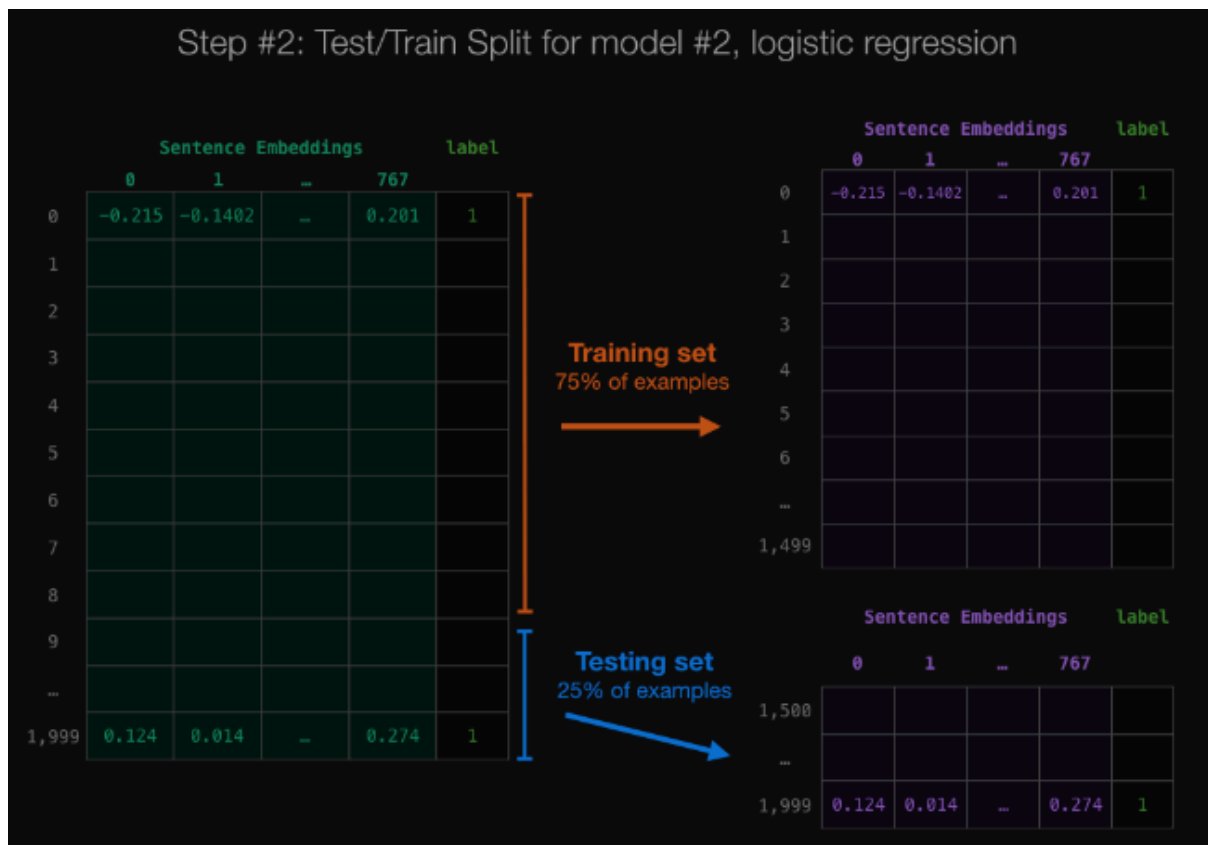 Step #2: Test/Train Split for model #2, logistic regression
Sentence Embeddings label
0 1 … 767
0 -0.215 -0.1402 … 0.201 1
1
2
3
4
5
6
7
8
9
…
1,999 0.124 0.014 … 0.274 1
Training set
75% of examples
Testing set
25% of examples
Sentence Embeddings label
0 1 … 767
0 -0.215 -0.1402 … 0.201 1
1
2
3
4
5
6
…
1,499
Sentence Embeddings label
0 1 … 767
1,500
…
1,999 0.124 0.014 … 0.274 1